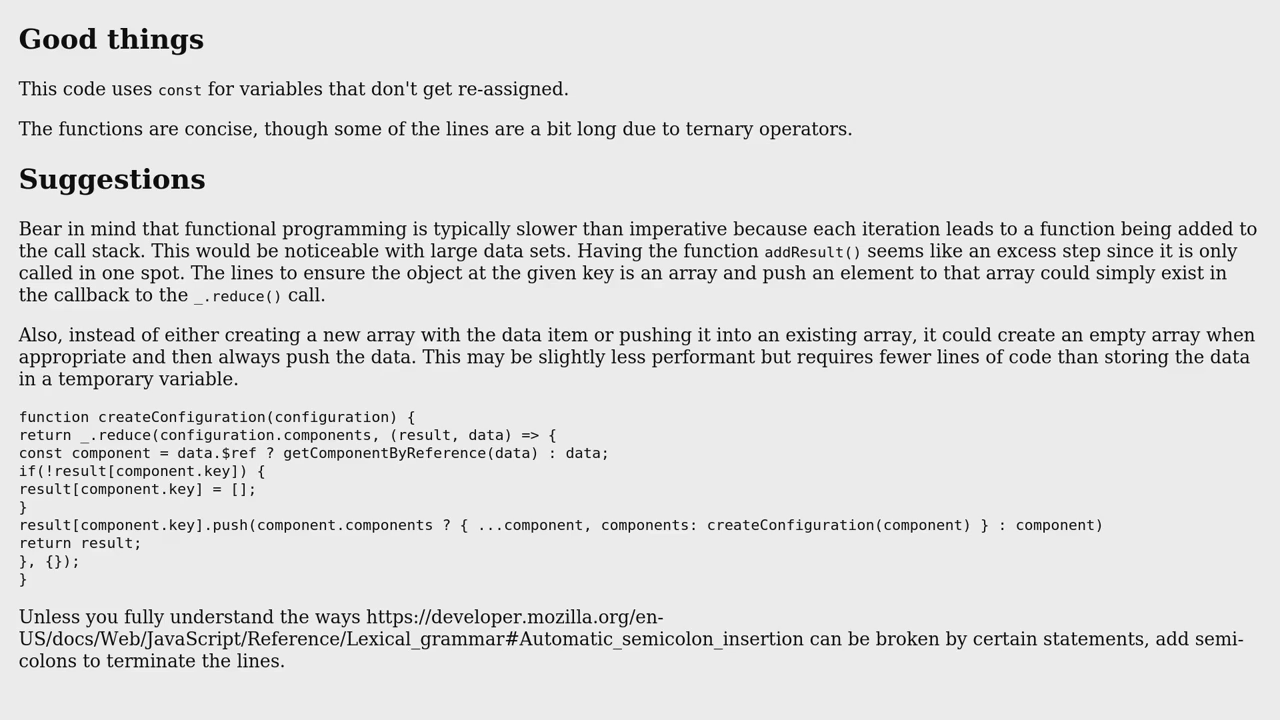 Good things
This code uses const for variables that don't get re-assigned.
The functions are concise, though some of the lines are a bit long due to ternary operators.
Suggestions
Bear in mind that functional programming is typically slower than imperative because each iteration leads to a function being added to
the call stack. This would be noticeable with large data sets. Having the function addResult() seems like an excess step since it is only
called in one spot. The lines to ensure the object at the given key is an array and push an element to that array could simply exist in
the callback to the _.reduce() call.
Also, instead of either creating a new array with the data item or pushing it into an existing array, it could create an empty array when
appropriate and then always push the data. This may be slightly less performant but requires fewer lines of code than storing the data
in a temporary variable.
function createConfiguration(configuration) {
return _.reduce(configuration.components, (result, data) => {
const component = data.$ref ? getComponentByReference(data) : data;
if(!result[component.key]) {
result[component.key] = [];
}
result[component.key].push(component.components ? { ...component, components: createConfiguration(component) } : component)
return result;
}, {});
}
Unless you fully understand the ways https://developer.mozilla.org/en-
US/docs/Web/JavaScript/Reference/Lexical_grammar#Automatic_semicolon_insertion can be broken by certain statements, add semi-
colons to terminate the lines.